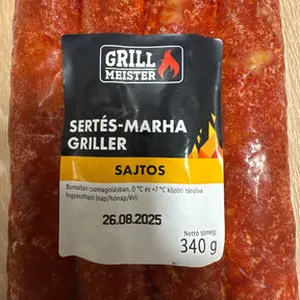 GRILL
MEISTER
SERTÉS-MARHA
GRILLER
SAJTOS
Bontatlan csomagolásban, 0 °C és +7 °C között tárolva
fogyasztható (nap/hónap/év):
26.08.2025
Nettó tömeg:
340 g